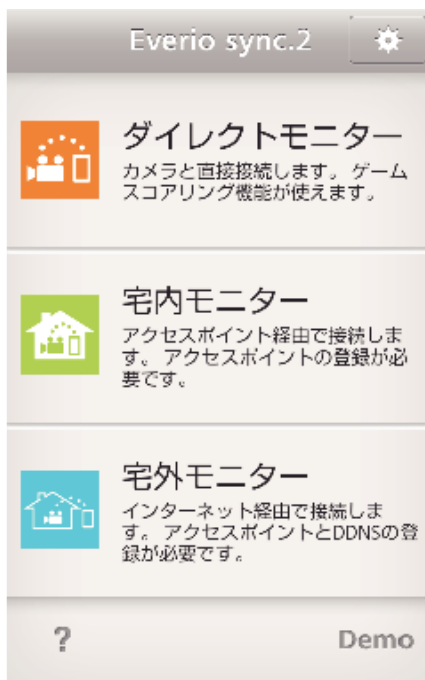 Everio sync.2
ダイレクトモニター
カメラと直接接続します。 ゲーム
スコアリング機能が使えます。
宅内モニター
アクセスポイント経由で接続しま
す。 アクセスポイントの登録が必
要です。
宅外モニター
インターネット経由で接続しま
す。 アクセスポイントとDDNSの登
録が必要です。
?
Demo